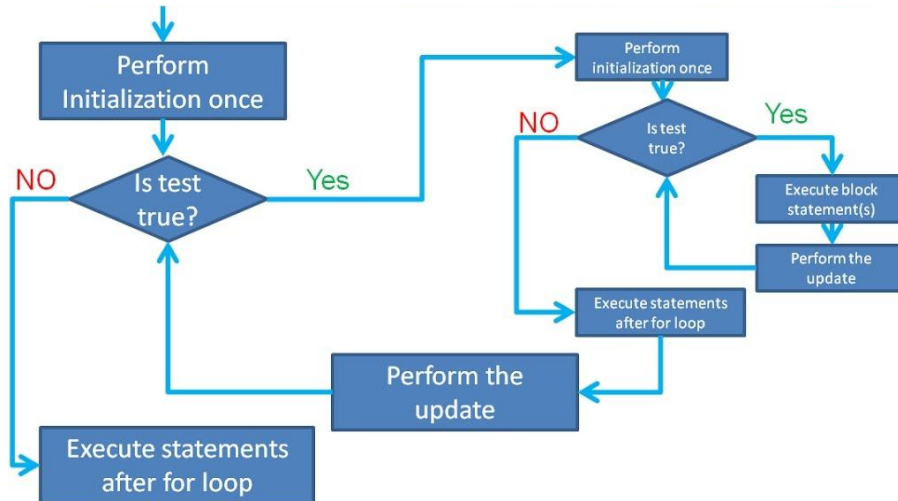 Perform
Initialization once
Is test
true?
NO
Yes
Perform
initialization once
Is test
true?
NO
Yes
Execute block
statement(s)
Perform the
update
Execute statements
after for loop
Perform the
update
Execute statements
after for loop